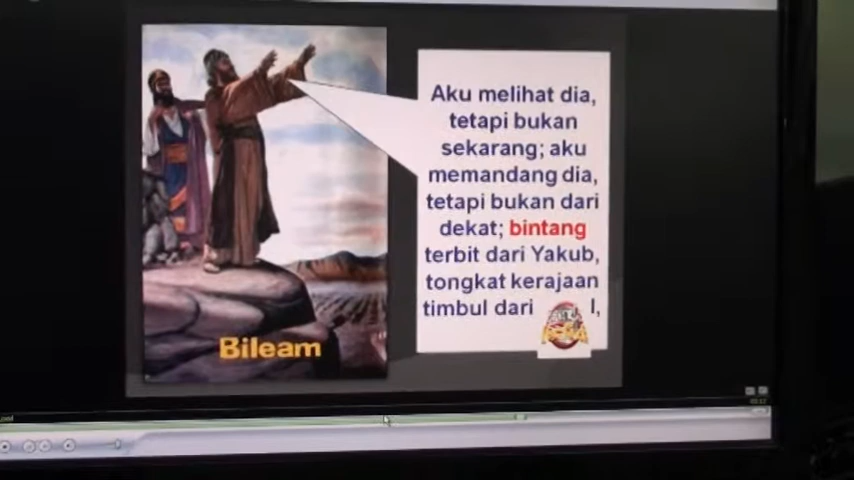 Aku melihat dia,
tetapi bukan
sekarang; aku
memandang dia,
tetapi bukan dari
dekat; bintang
terbit dari Yakub,
tongkat kerajaan
timbul dari
l,
Bileam